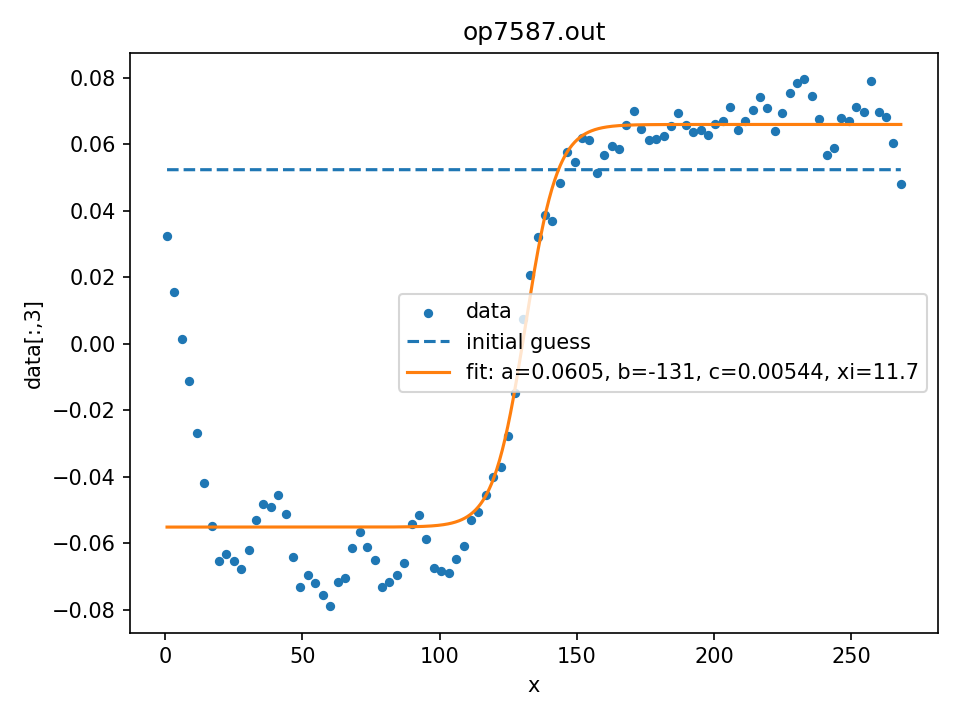 op7587.out
0.08
0.06
0.04
0.02
0.00
−0.02
−0.04
−0.06
−0.08
data[:,3]
data
initial guess
fit: a=0.0605, b=-131, c=0.00544, xi=11.7
0 50 100 150 200 250
x